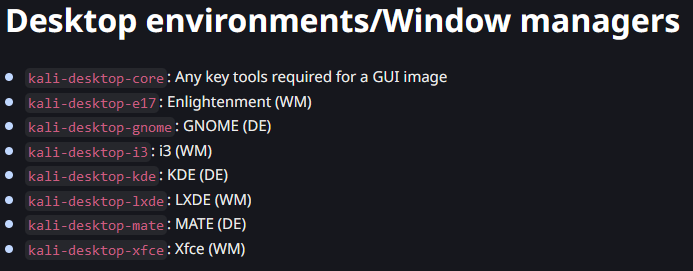 Desktop environments/Window managers
kali-desktop-core: Any key tools required for a GUI image
kali-desktop-e17: Enlightenment (WM)
kali-desktop-gnome: GNOME (DE)
kali-desktop-i3: i3 (WM)
kali-desktop-kde: KDE (DE)
kali-desktop-lxde: LXDE (WM)
kali-desktop-mate: MATE (DE)
kali-desktop-xfce: Xfce (WM)